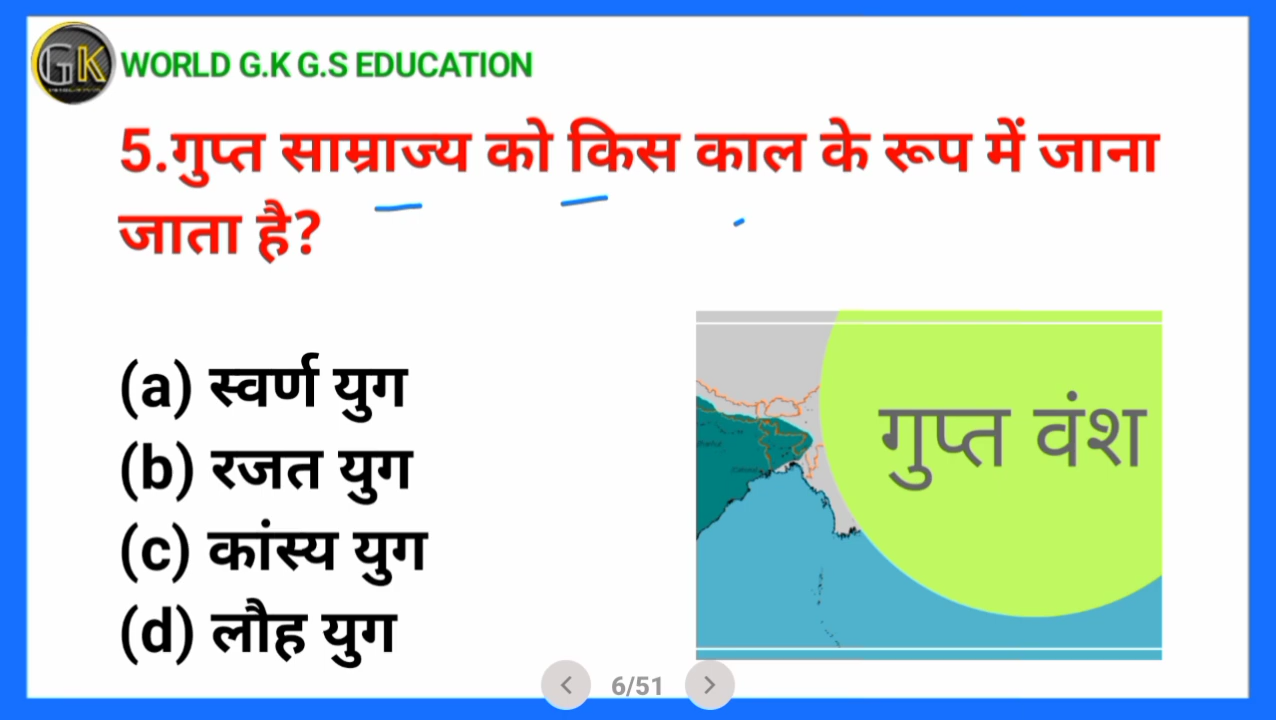 GK
WORLD G.K G.S EDUCATION
5.गुप्त साम्राज्य को किस काल के रूप में जाना
जाता है?
(a) स्वर्ण युग
(b) रजत युग
(c) कांस्य युग
(d) लौह युग
गुप्त वंश
6/51